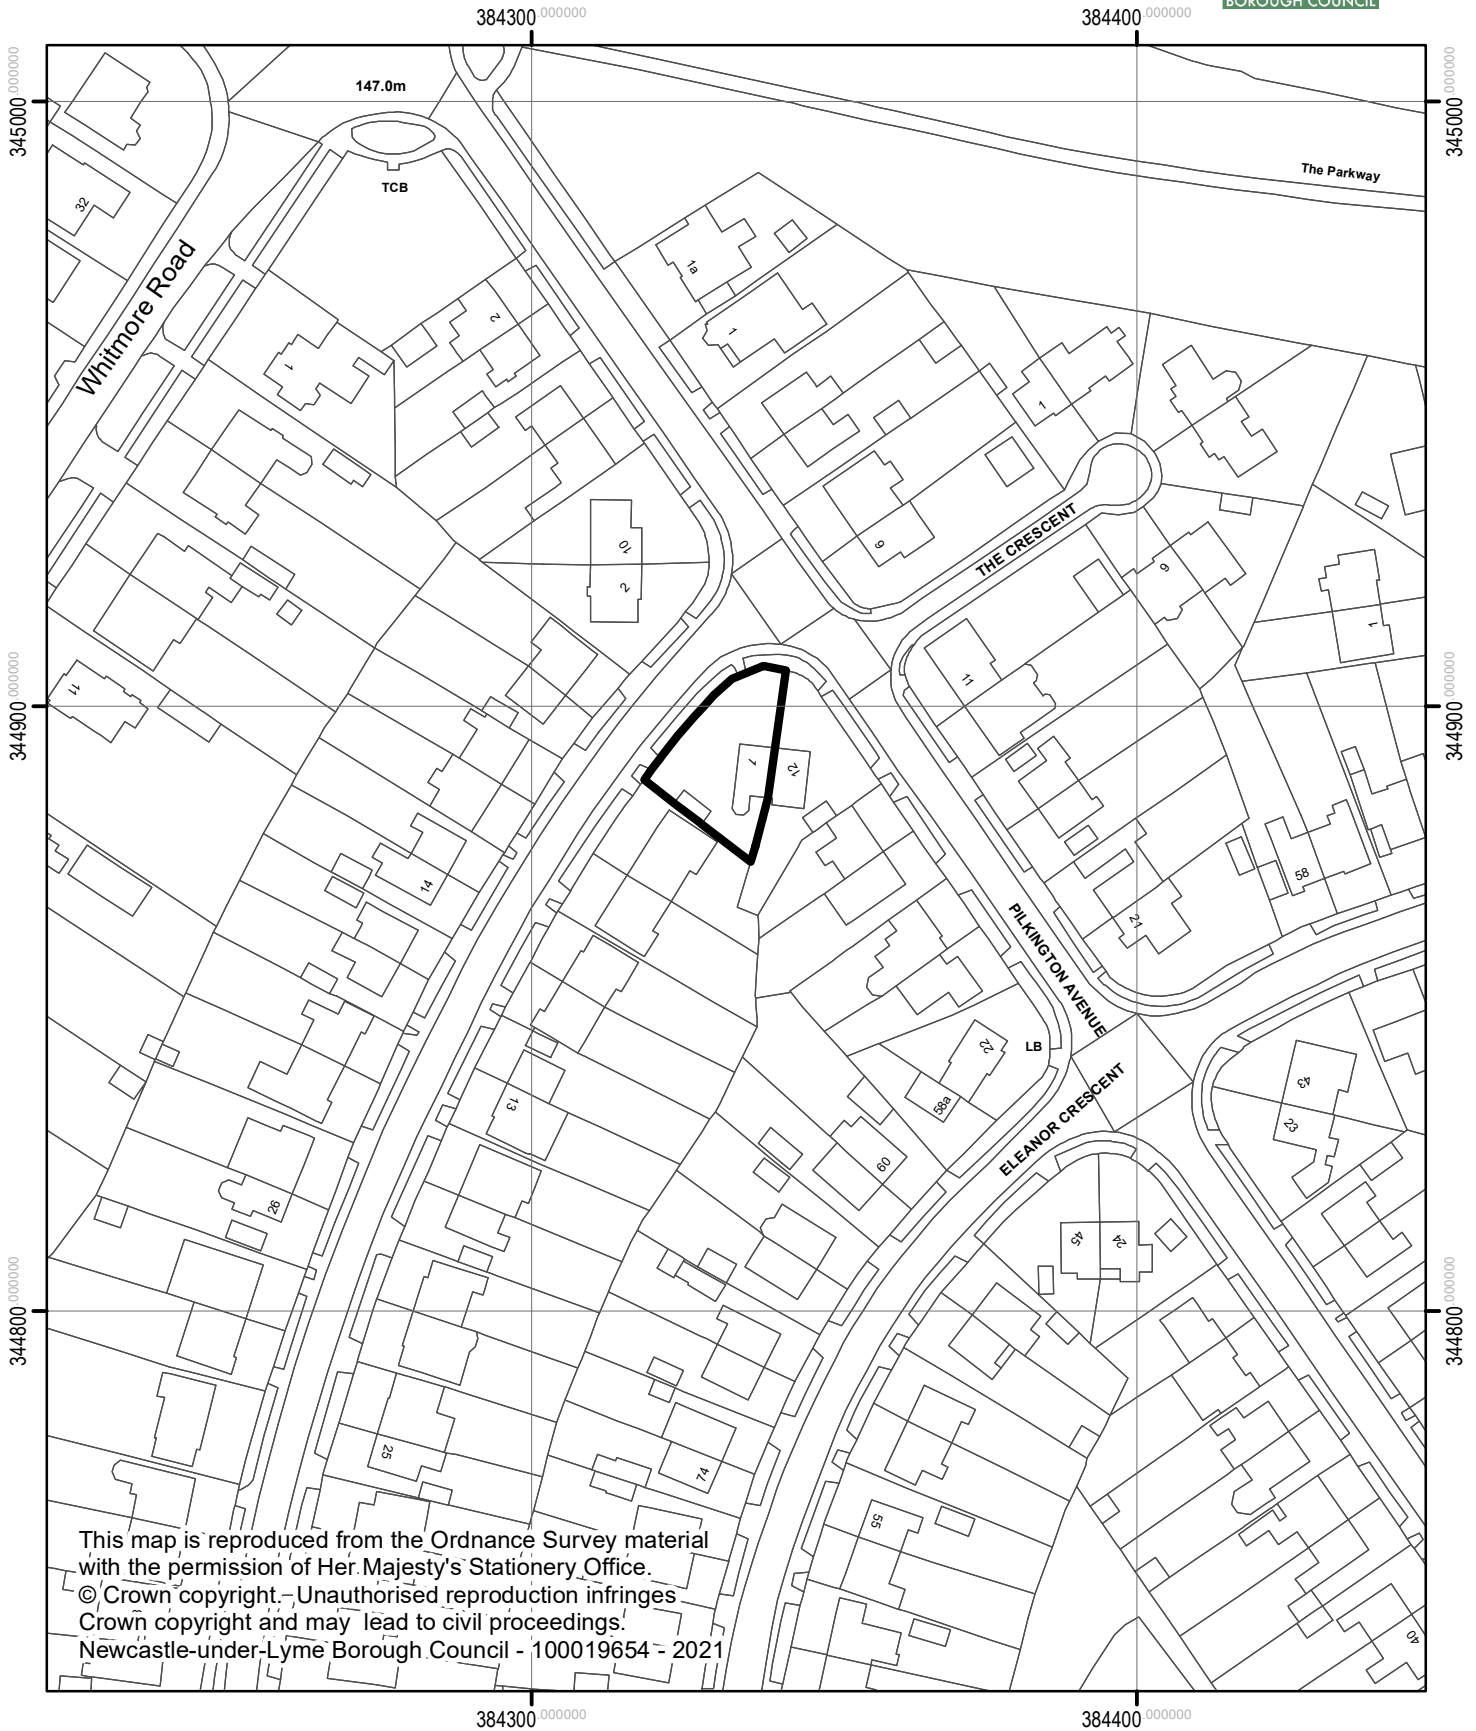 BOROUGH COUNCIL
384300.000000
384400.000000
345000.000000
345000.000000
147.0m
TCB
The Parkway
32
Whitmore Road
1a
1
2
1
1
10
2
9
THE CRESCENT
9
1
11
11
344900.000000
344900.000000
7
12
14
58
21
PILKINGTON AVENUE
LB
22
58a
13
ELEANOR CRESCENT
43
23
60
26
45
24
344800.000000
344800.000000
25
74
55
40
This map is reproduced from the Ordnance Survey material
with the permission of Her Majesty's Stationery Office.
© Crown copyright. Unauthorised reproduction infringes
Crown copyright and may lead to civil proceedings.
Newcastle-under-Lyme Borough Council - 100019654 - 2021
384300.000000
384400.000000